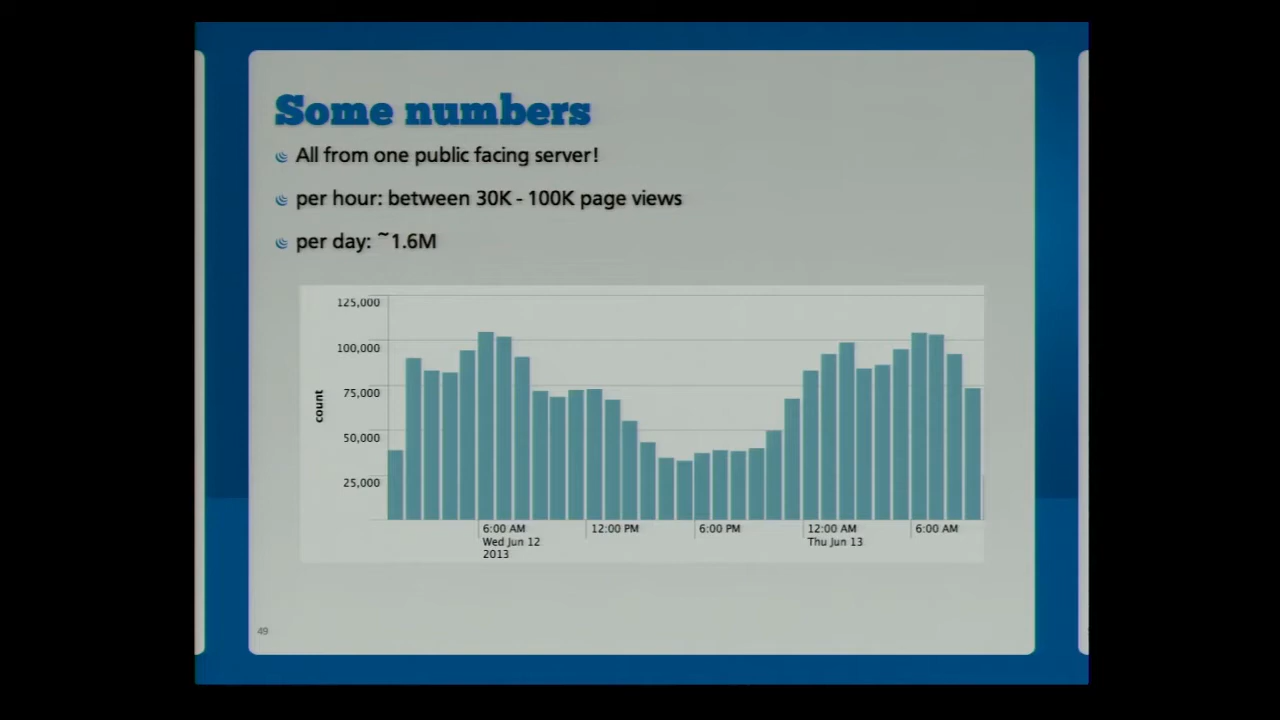 Some numbers
All from one public facing server!
per hour: between 30K - 100K page views
per day: ~1.6M
125,000
100,000
75,000
50,000
25,000
count
6:00 AM
Wed Jun 12
2013
12:00 PM
6:00 PM
12:00 AM
Thu Jun 13
6:00 AM
49